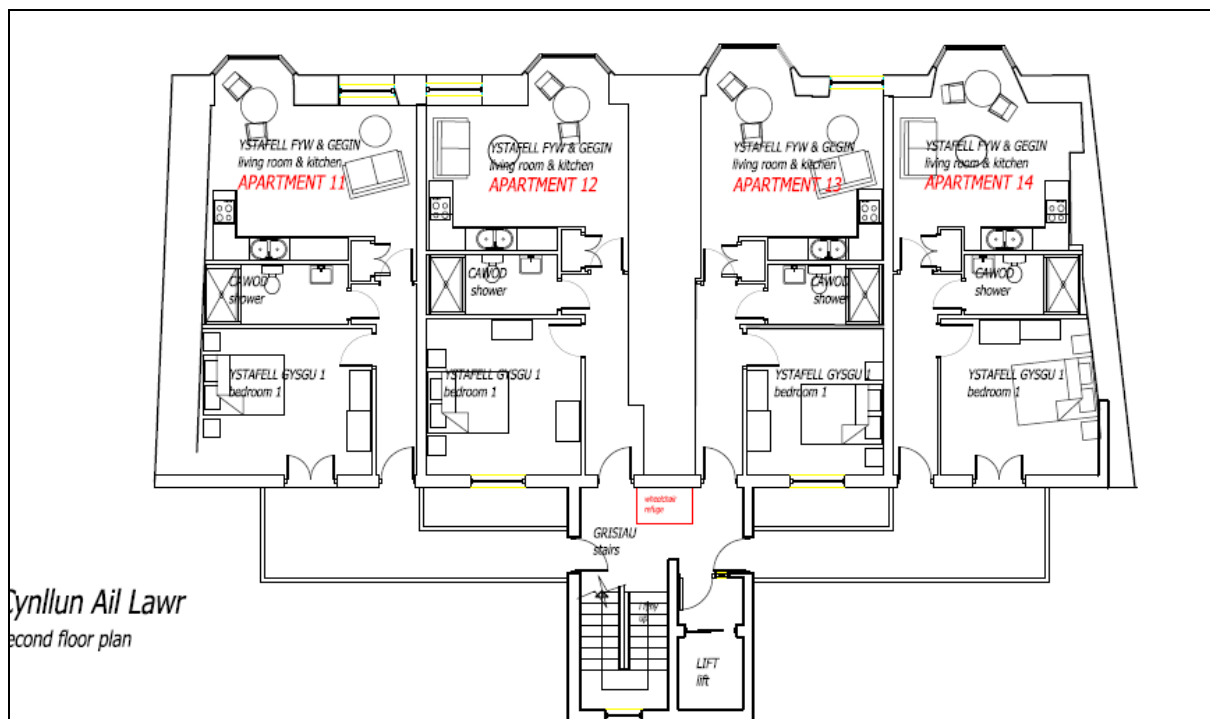 YSTAFELL FYW & GEGIN
living room & kitchen
APARTMENT 11
YSTAFELL FYW & GEGIN
living room & kitchen
APARTMENT 12
YSTAFELL FYW & GEGIN
living room & kitchen
APARTMENT 13
YSTAFELL FYW & GEGIN
living room & kitchen
APARTMENT 14
CAWOD
shower
CAWOD
shower
CAWOD
shower
CAWOD
shower
YSTAFELL GYSGU 1
bedroom 1
YSTAFELL GYSGU 1
bedroom 1
YSTAFELL GYSGU 1
bedroom 1
YSTAFELL GYSGU 1
bedroom 1
wheelchair
refuge
GRISIAU
stairs
up
LIFT
lift
Cynllun Ail Lawr
econd floor plan